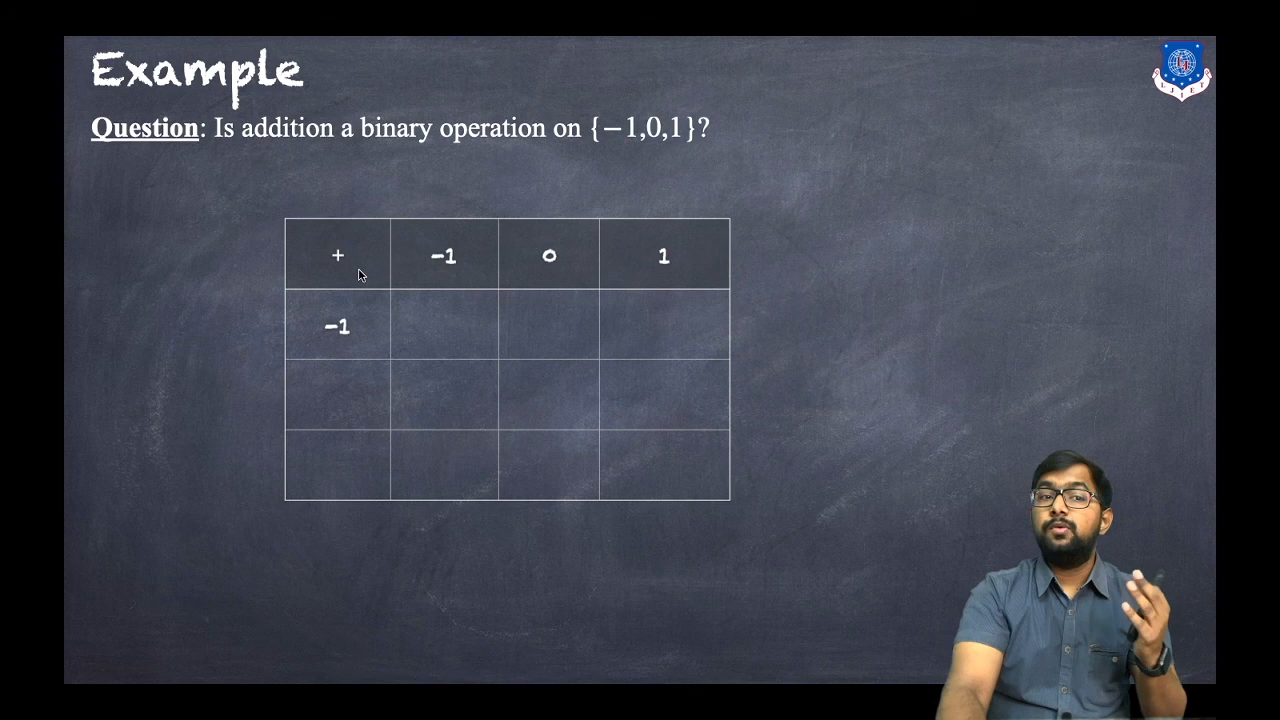 Example
Question: Is addition a binary operation on {−1,0,1}?
+ -1 0 1
-1